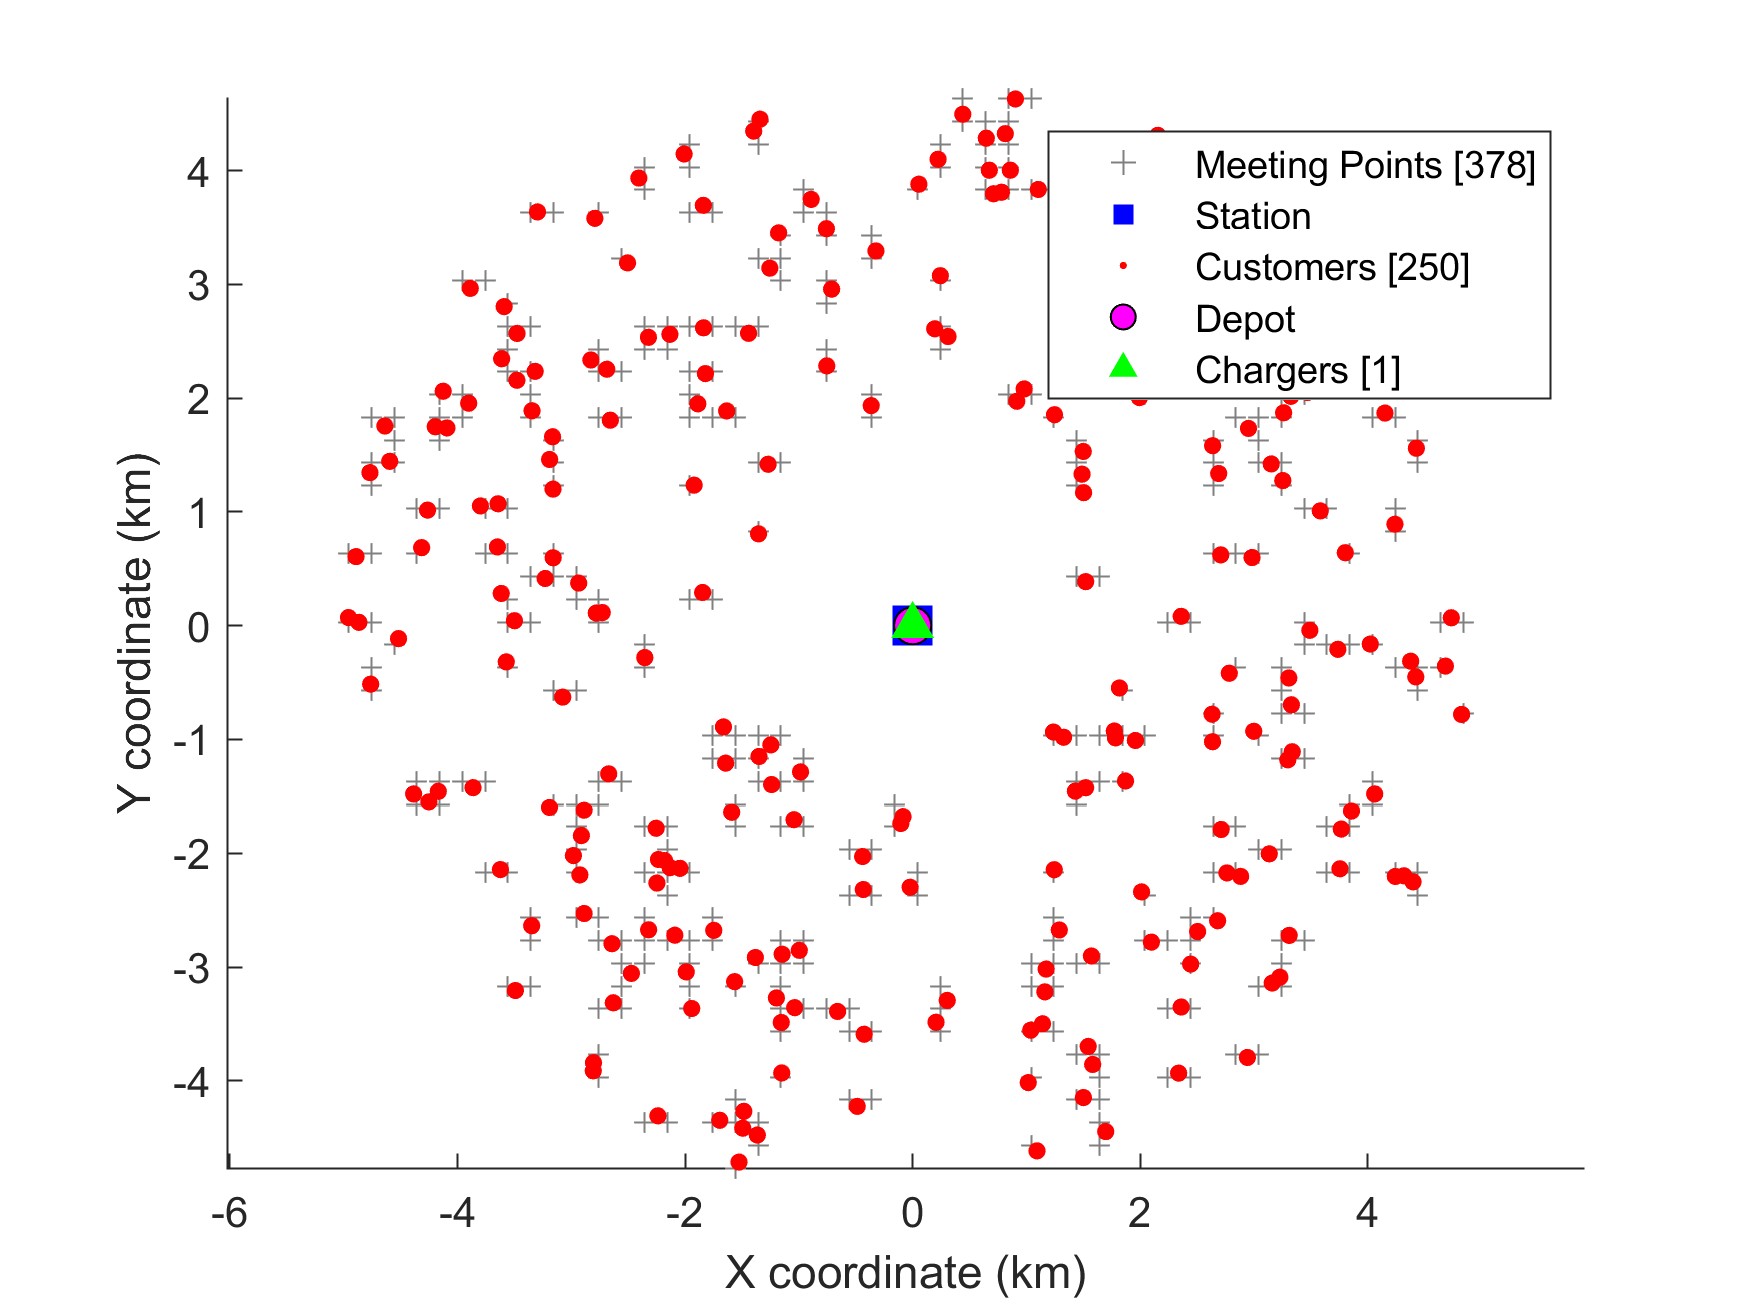 Meeting Points [378]
Station
Customers [250]
Depot
Chargers [1]
4
3
2
1
0
-1
-2
-3
-4
Y coordinate (km)
-6 -4 -2 0 2 4
X coordinate (km)